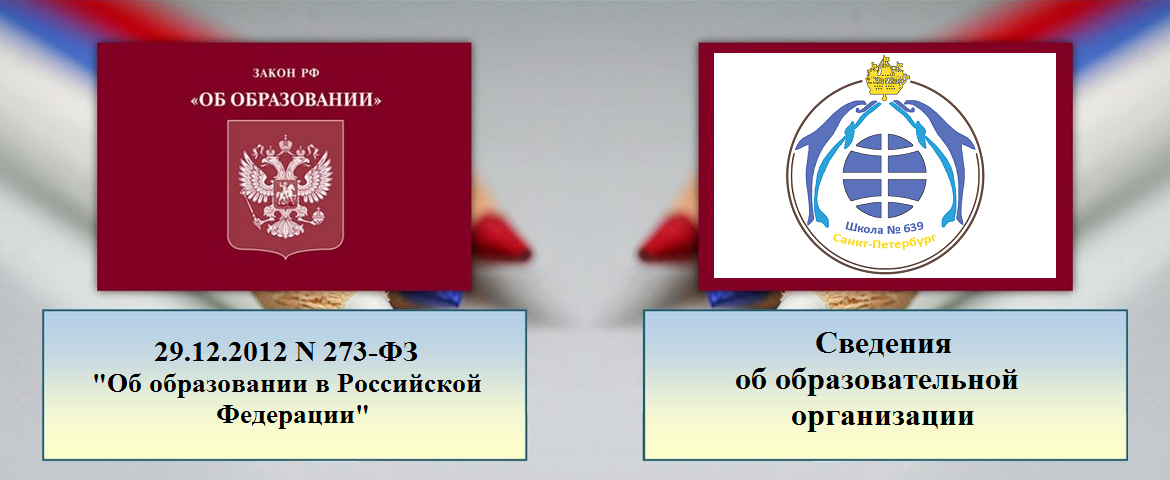 ЗАКОН РФ
«ОБ ОБРАЗОВАНИИ»
29.12.2012 N 273-ФЗ
"Об образовании в Российской
Федерации"
Школа № 639
Санкт-Петербург
Сведения
об образовательной
организации